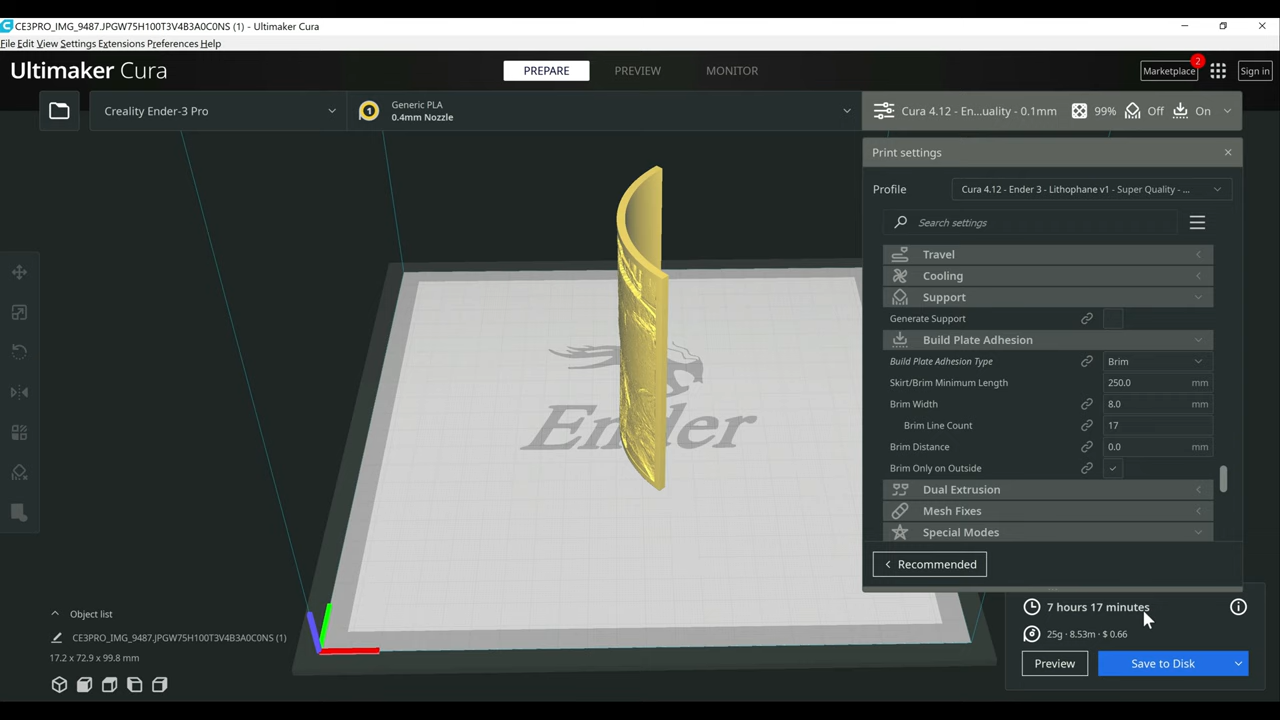 CE3PRO_IMG_9487.JPGW75H100T3V4B3A0C0NS (1) - Ultimaker Cura
File Edit View Settings Extensions Preferences Help
Ultimaker Cura
PREPARE
PREVIEW
MONITOR
Marketplace
2
Sign in
Creality Ender-3 Pro
1
Generic PLA
0.4mm Nozzle
Cura 4.12 - En...uality - 0.1mm
99%
Off
On
Print settings
Profile
Cura 4.12 - Ender 3 - Lithophane v1 - Super Quality - ...
Search settings
Travel
Cooling
Support
Generate Support
Build Plate Adhesion
Build Plate Adhesion Type
Brim
Skirt/Brim Minimum Length
250.0 mm
Brim Width
8.0 mm
Brim Line Count
17
Brim Distance
0.0 mm
Brim Only on Outside
Dual Extrusion
Mesh Fixes
Special Modes
Recommended
Ender
7 hours 17 minutes
25g · 8.53m · $ 0.66
Preview
Save to Disk
Object list
CE3PRO_IMG_9487.JPGW75H100T3V4B3A0C0NS (1)
17.2 x 72.9 x 99.8 mm